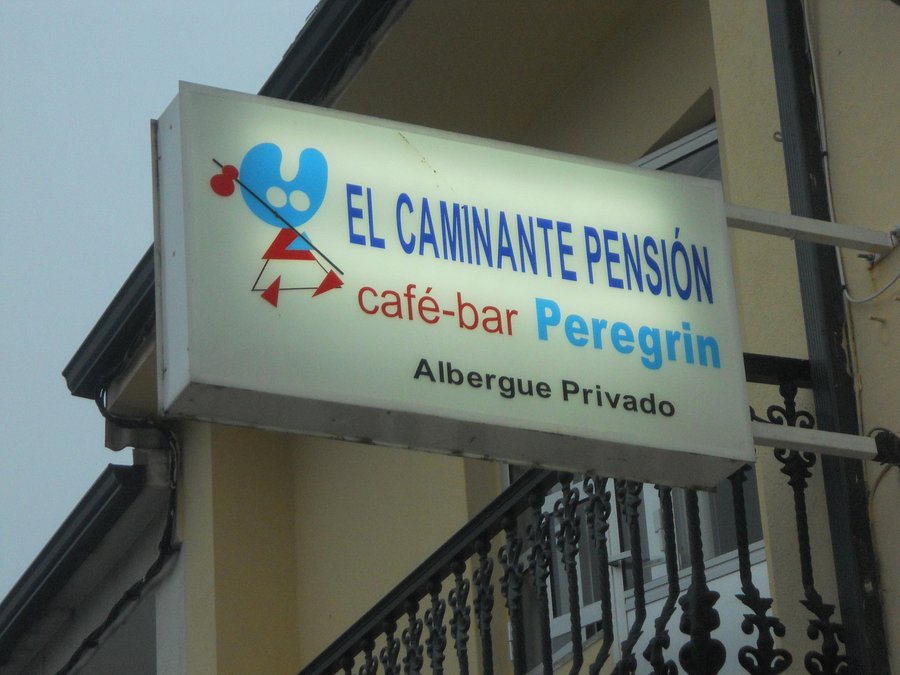 EL CAMINANTE PENSIÓN
café-bar Peregrin
Albergue Privado